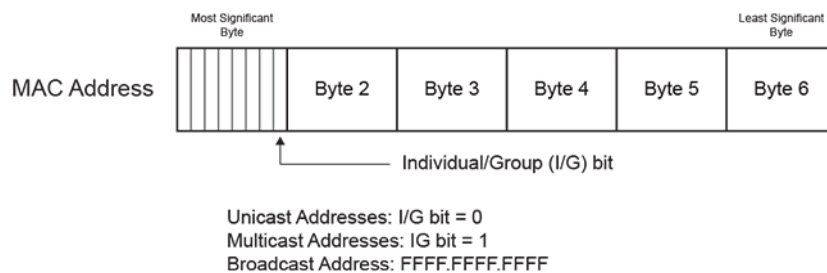 Most Significant
Byte
Least Significant
Byte
MAC Address
Byte 2
Byte 3
Byte 4
Byte 5
Byte 6
Individual/Group (I/G) bit
Unicast Addresses: I/G bit = 0
Multicast Addresses: IG bit = 1
Broadcast Address: FFFF.FFFF.FFFF